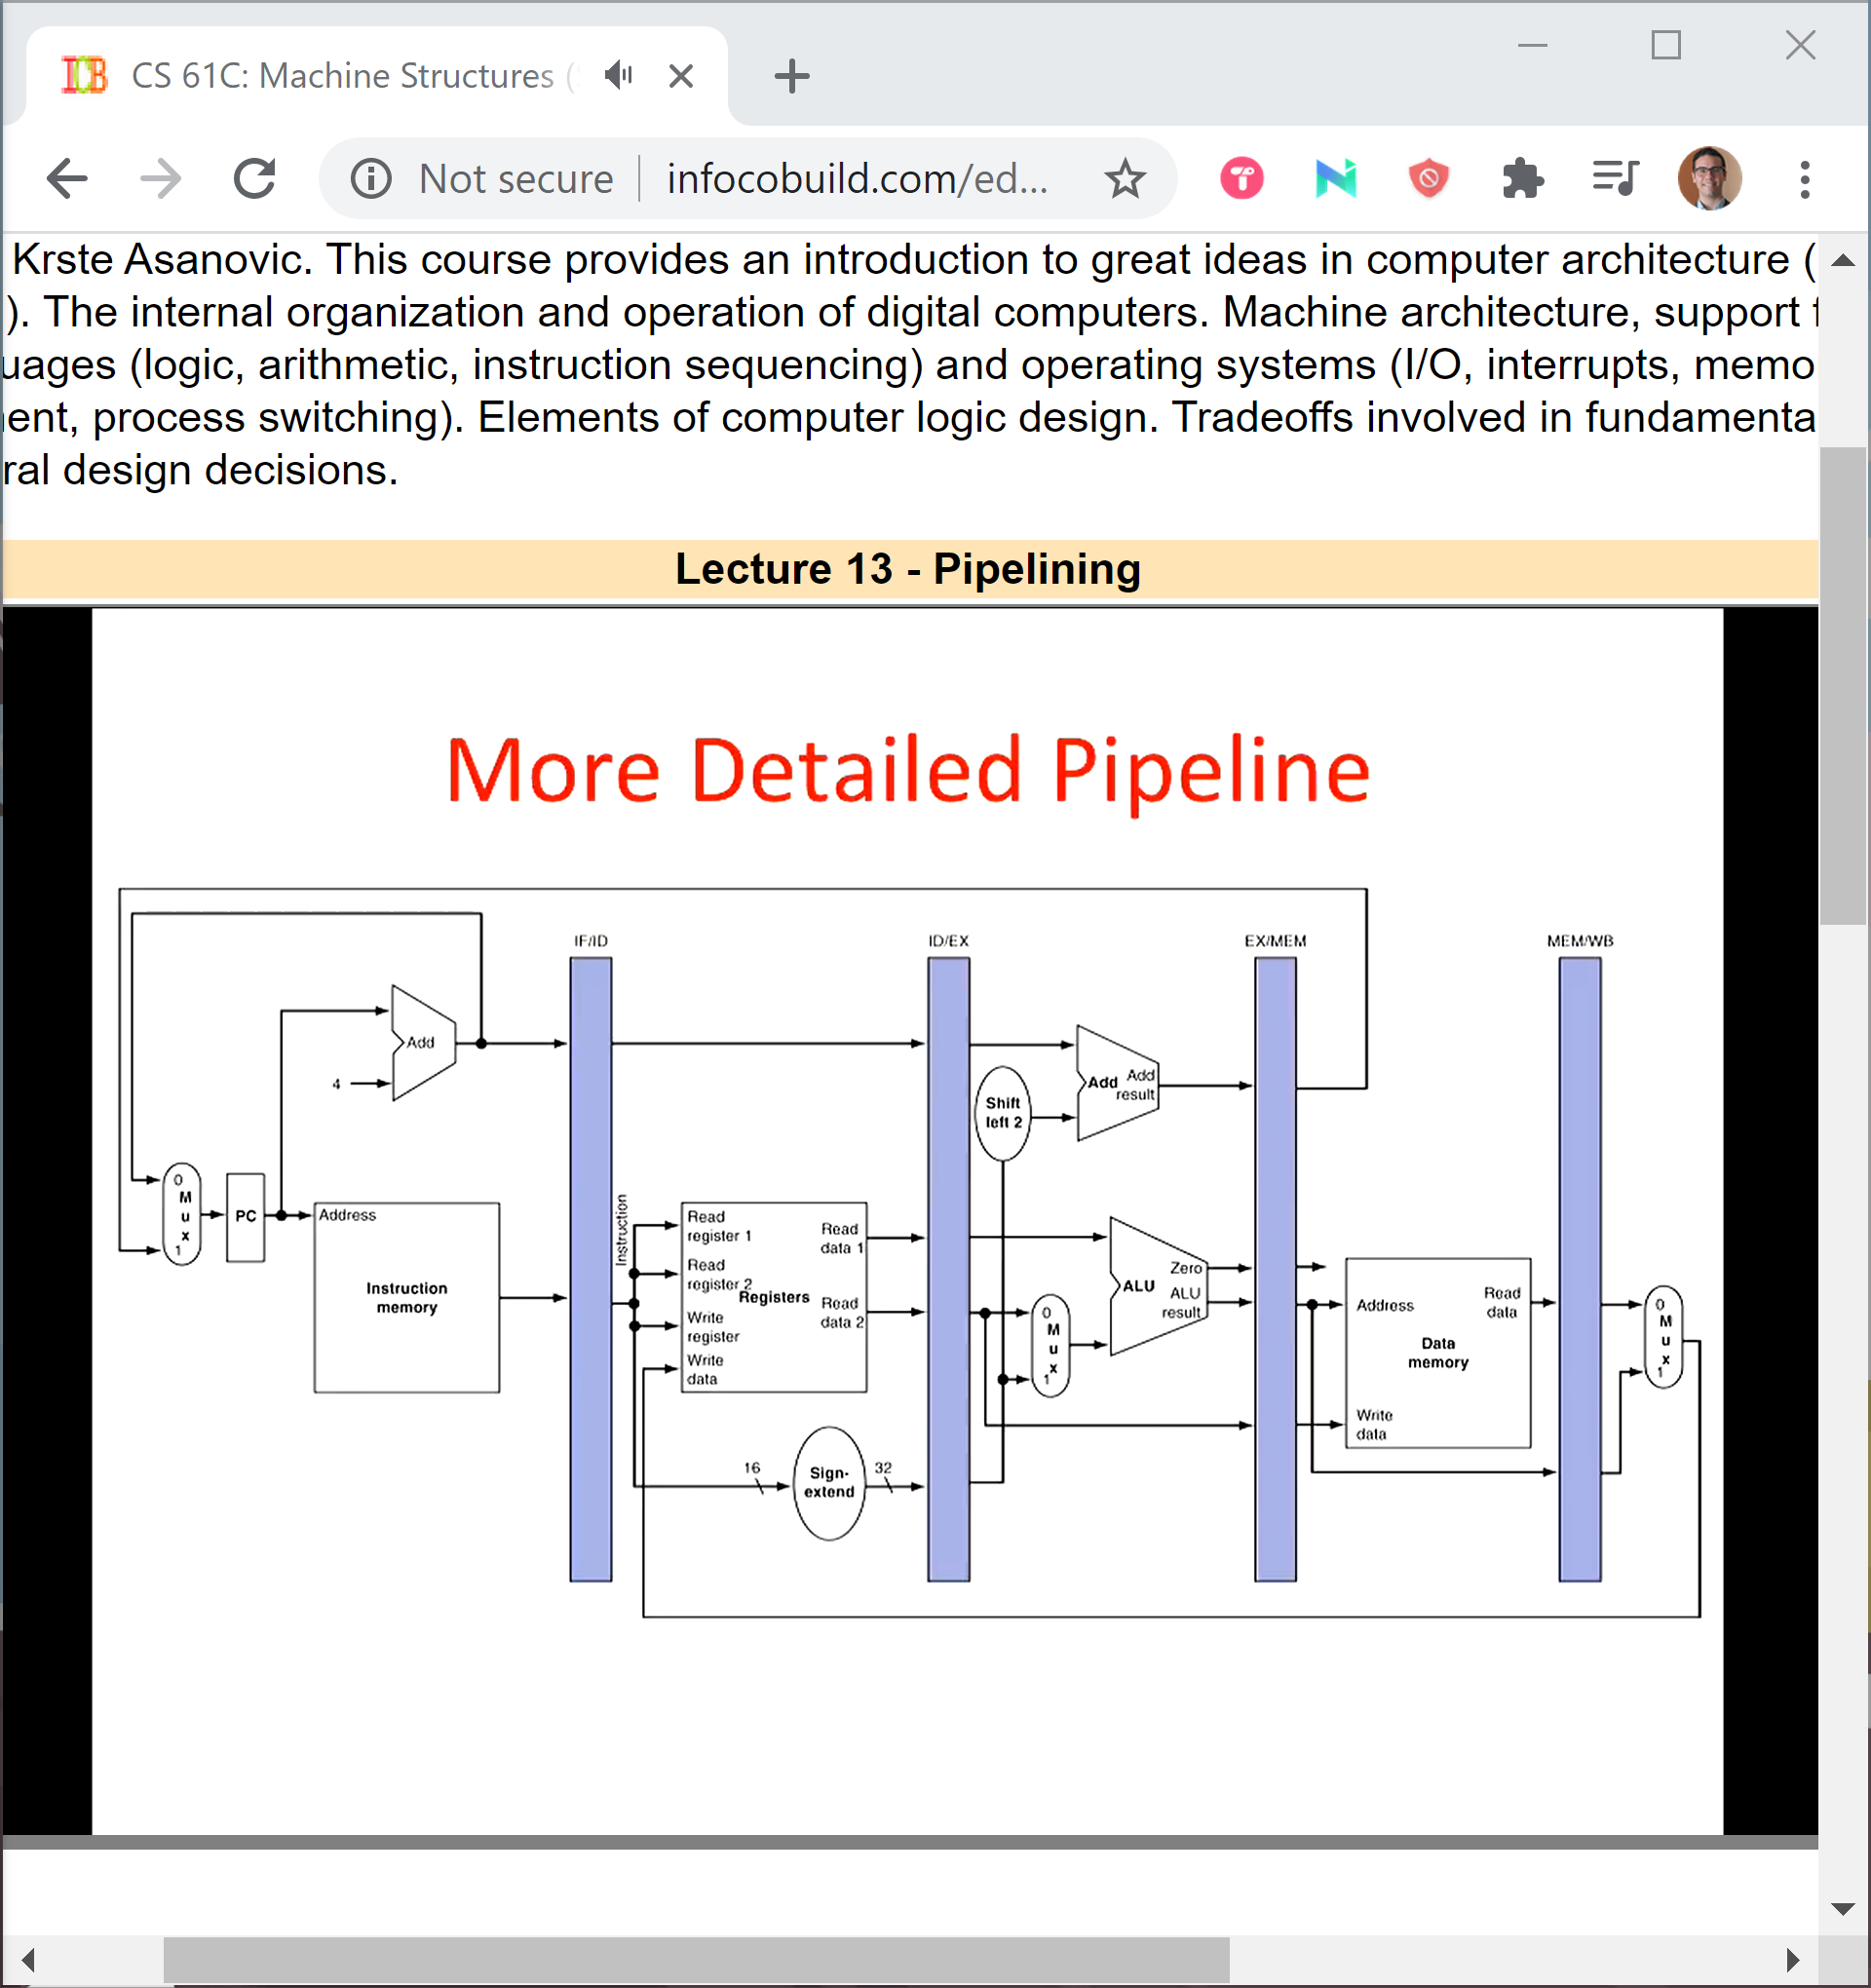 CS 61C: Machine Structures (
Not secure
infocobuild.com/ed...
Krste Asanovic. This course provides an introduction to great ideas in computer architecture (
). The internal organization and operation of digital computers. Machine architecture, support f
uages (logic, arithmetic, instruction sequencing) and operating systems (I/O, interrupts, memo
ent, process switching). Elements of computer logic design. Tradeoffs involved in fundamenta
ral design decisions.
Lecture 13 - Pipelining
More Detailed Pipeline
IF/ID
ID/EX
EX/MEM
MEM/WB
Add
4
Shift
left 2
Add
Add
result
0
M
u
x
1
PC
Address
Instruction
memory
Instruction
Read
register 1
Read
register 2
Write
register
Write
data
Registers
Read
data 1
Read
data 2
16
Sign-
extend
32
0
M
u
x
1
ALU
Zero
ALU
result
Address
Read
data
Data
memory
Write
data
0
M
u
x
1